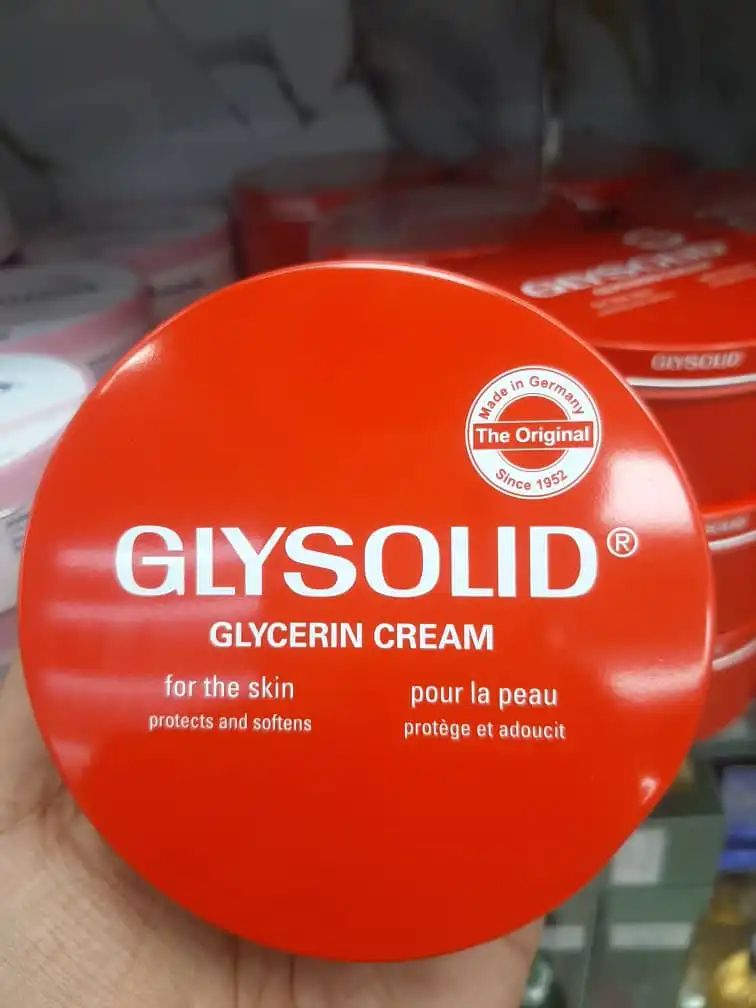 Made in Germany
The Original
Since 1952
GLYSOLID®
GLYCERIN CREAM
for the skin
protects and softens
pour la peau
protège et adoucit
GLYSOLID
GLYSOLID